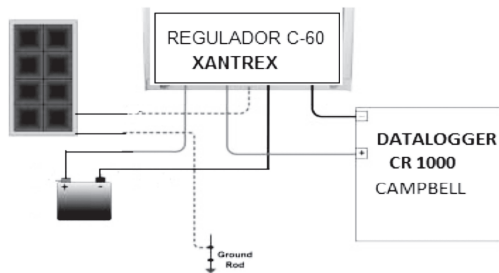 REGULADOR C-60
XANTREX
DATALOGGER
CR 1000
CAMPBELL
+ -
-
+
Ground
Rod